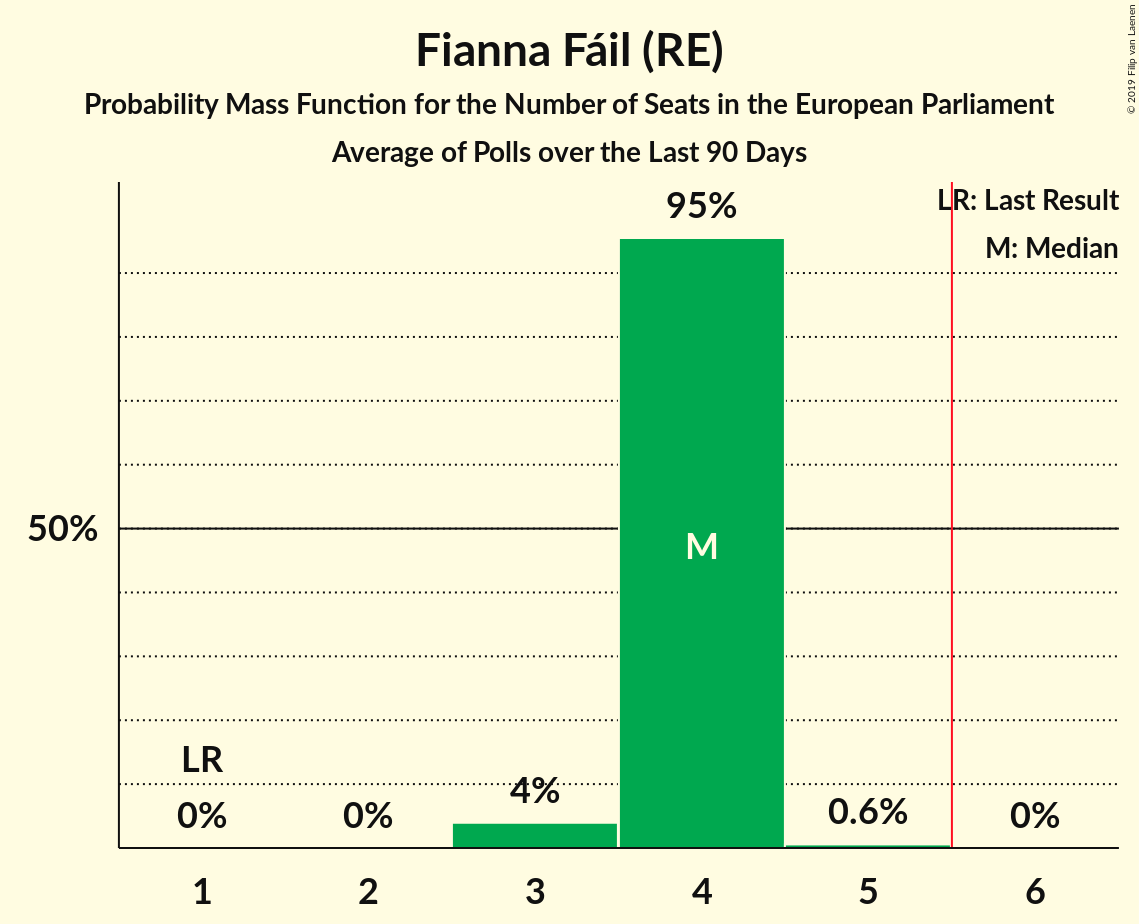 Fianna Fáil (RE)
Probability Mass Function for the Number of Seats in the European Parliament
Average of Polls over the Last 90 Days
© 2019 Filip van Laenen
LR: Last Result
M: Median
95%
50%
M
LR
0%
0%
4%
0.6%
0%
1 2 3 4 5 6